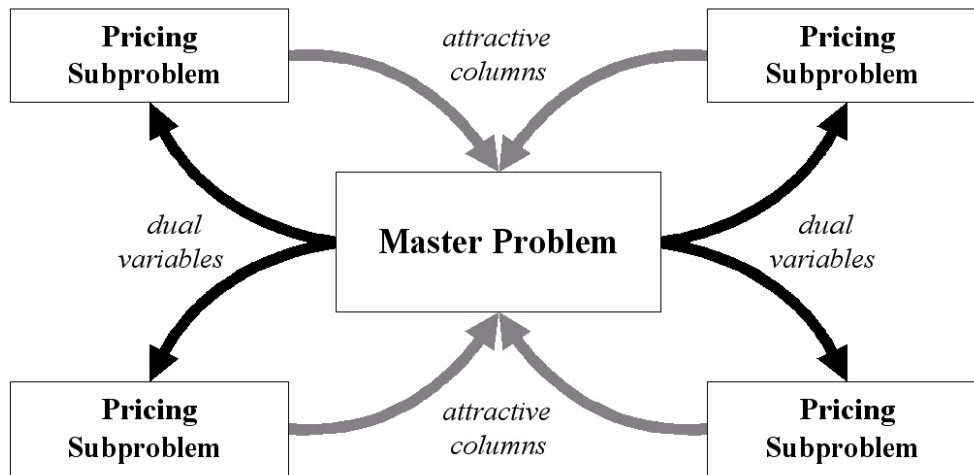 Pricing
Subproblem
attractive
columns
Pricing
Subproblem
dual
variables
Master Problem
dual
variables
Pricing
Subproblem
attractive
columns
Pricing
Subproblem